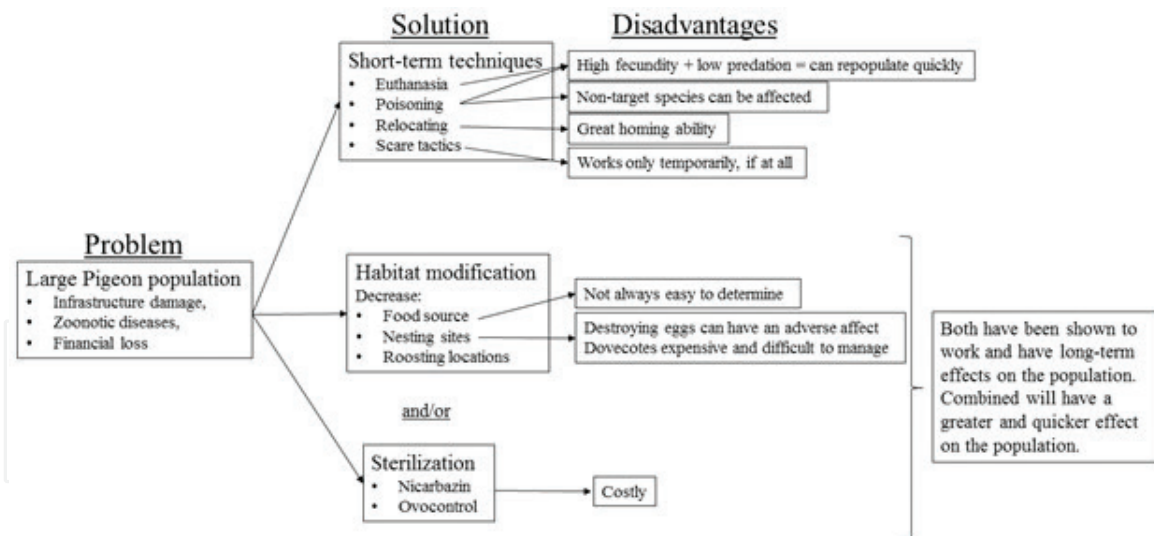 Solution
Disadvantages
Short-term techniques
• Euthanasia
• Poisoning
• Relocating
• Scare tactics
High fecundity + low predation = can repopulate quickly
Non-target species can be affected
Great homing ability
Works only temporarily, if at all
Problem
Large Pigeon population
• Infrastructure damage,
• Zoonotic diseases,
• Financial loss
Habitat modification
Decrease:
• Food source
• Nesting sites
• Roosting locations
Not always easy to determine
Destroying eggs can have an adverse affect
Dovecotes expensive and difficult to manage
and/or
Sterilization
• Nicarbazin
• Ovocontrol
Costly
Both have been shown to
work and have long-term
effects on the population.
Combined will have a
greater and quicker effect
on the population.